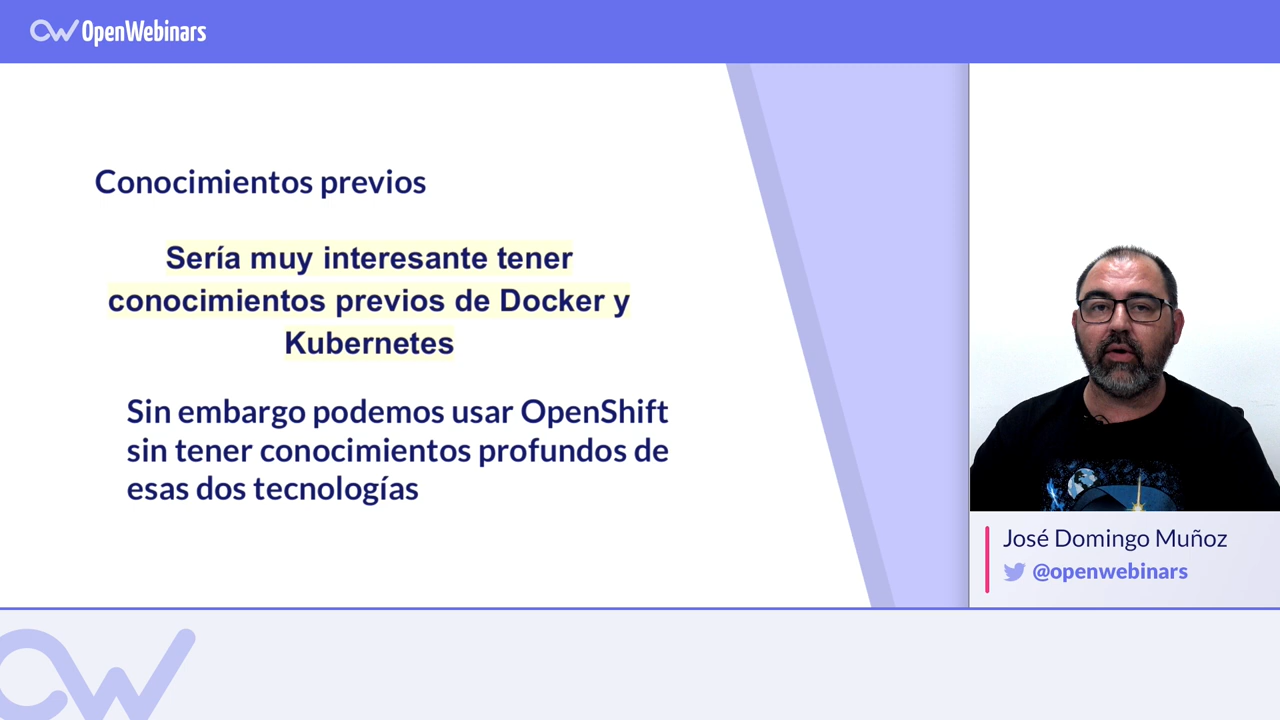 OpenWebinars
Conocimientos previos
Sería muy interesante tener
conocimientos previos de Docker y
Kubernetes
Sin embargo podemos usar OpenShift
sin tener conocimientos profundos de
esas dos tecnologías
José Domingo Muñoz
@openwebinars